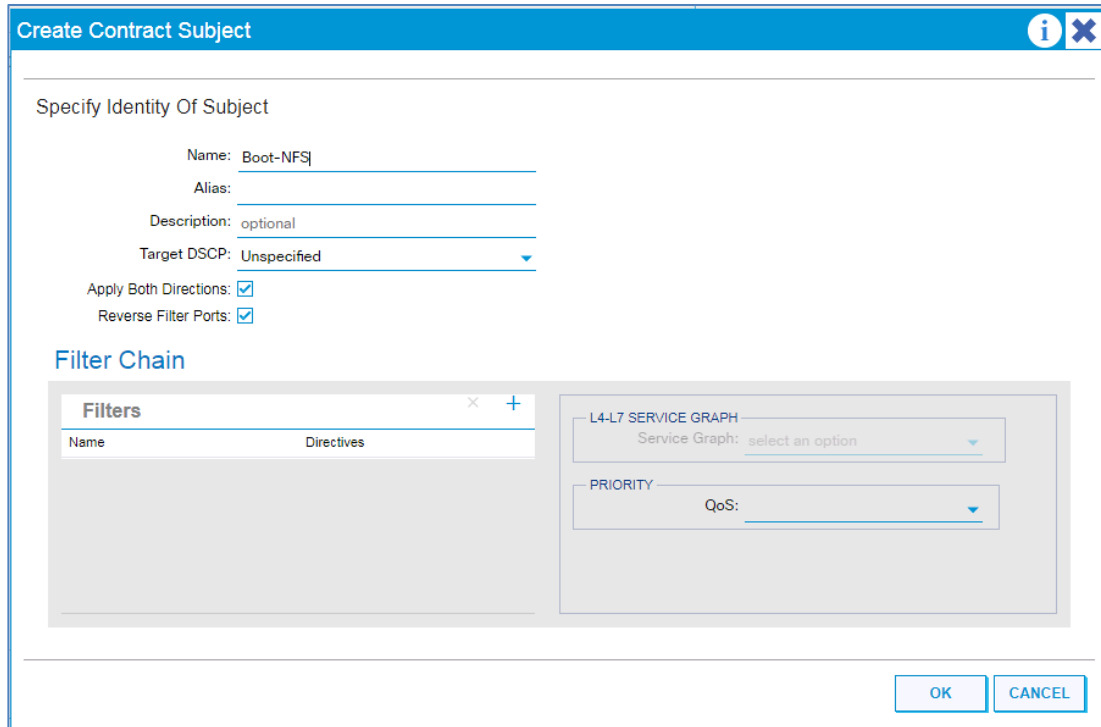 Create Contract Subject
Specify Identity Of Subject
Name: Boot-NFS
Alias:
Description: optional
Target DSCP: Unspecified
Apply Both Directions:
Reverse Filter Ports:
Filter Chain
Filters
Name Directives
L4-L7 SERVICE GRAPH
Service Graph: select an option
PRIORITY
QoS:
OK CANCEL